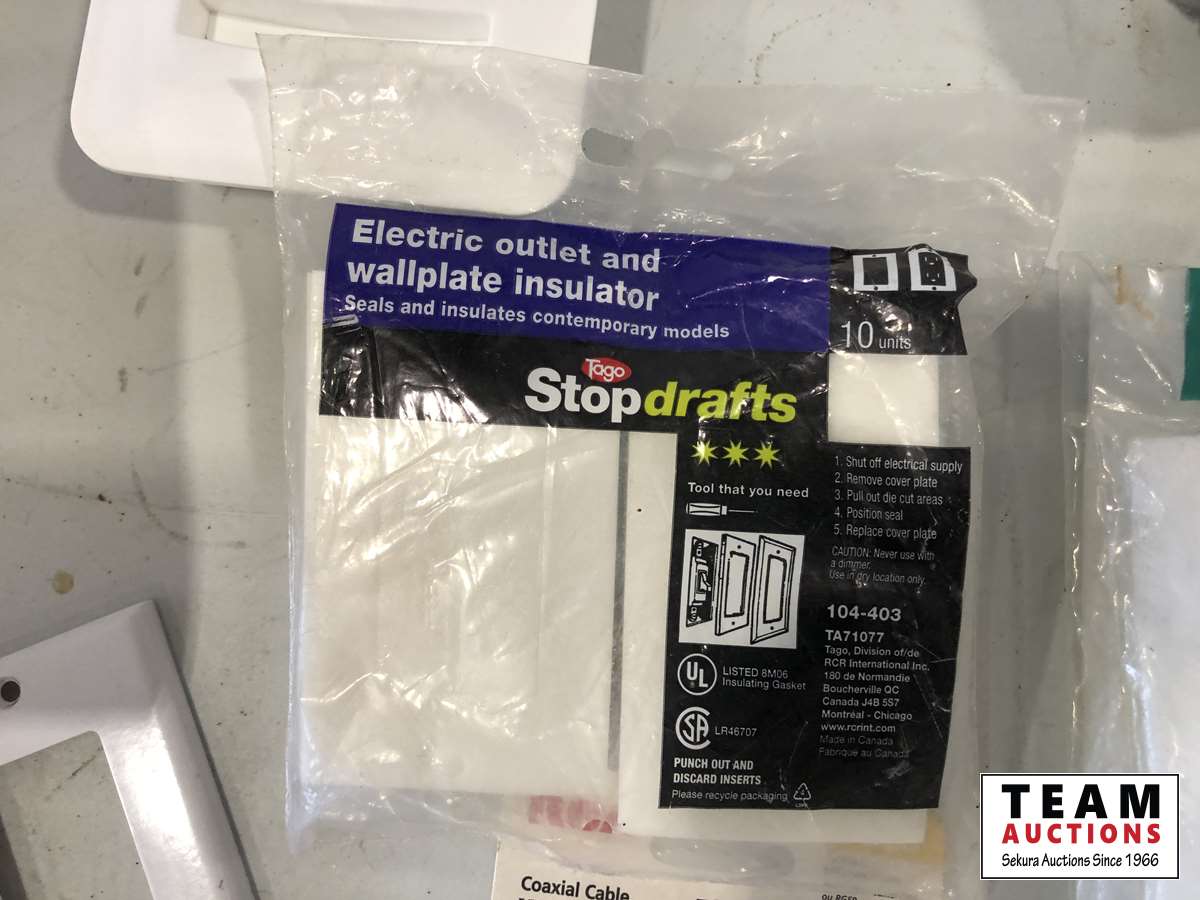 Electric outlet and
wallplate insulator
Seals and insulates contemporary models
10 units
Tago
Stopdrafts
Tool that you need
1. Shut off electrical supply
2. Remove cover plate
3. Pull out die cut areas
4. Position seal
5. Replace cover plate
CAUTION: Never use with
a dimmer.
Use in dry location only.
104-403
TA71077
Tago, Division of/de
RCR International Inc.
180 de Normandie
Boucherville QC
Canada J4B 5S7
Montréal - Chicago
www.rcrint.com
Made in Canada
Fabrique au Canada
UL
LISTED 8M06
Insulating Gasket
SA
LR46707
PUNCH OUT AND
DISCARD INSERTS
Please recycle packaging
4
Coaxial Cable
TEAM
AUCTIONS
Sekura Auctions Since 1966